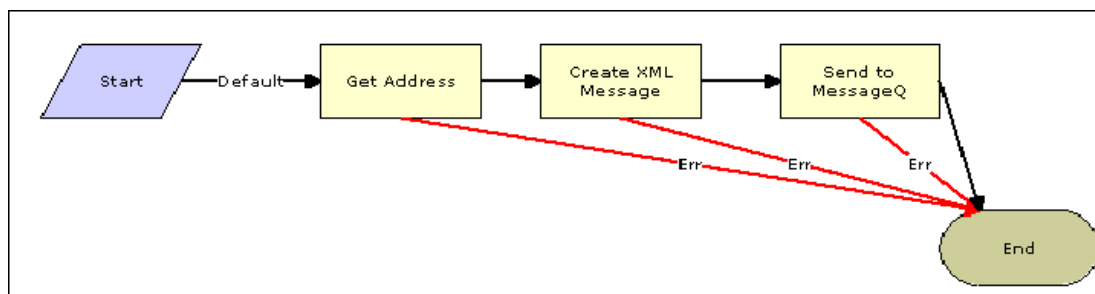 Start
Default
Get Address
Create XML
Message
Send to
MessageQ
Err
Err
Err
End